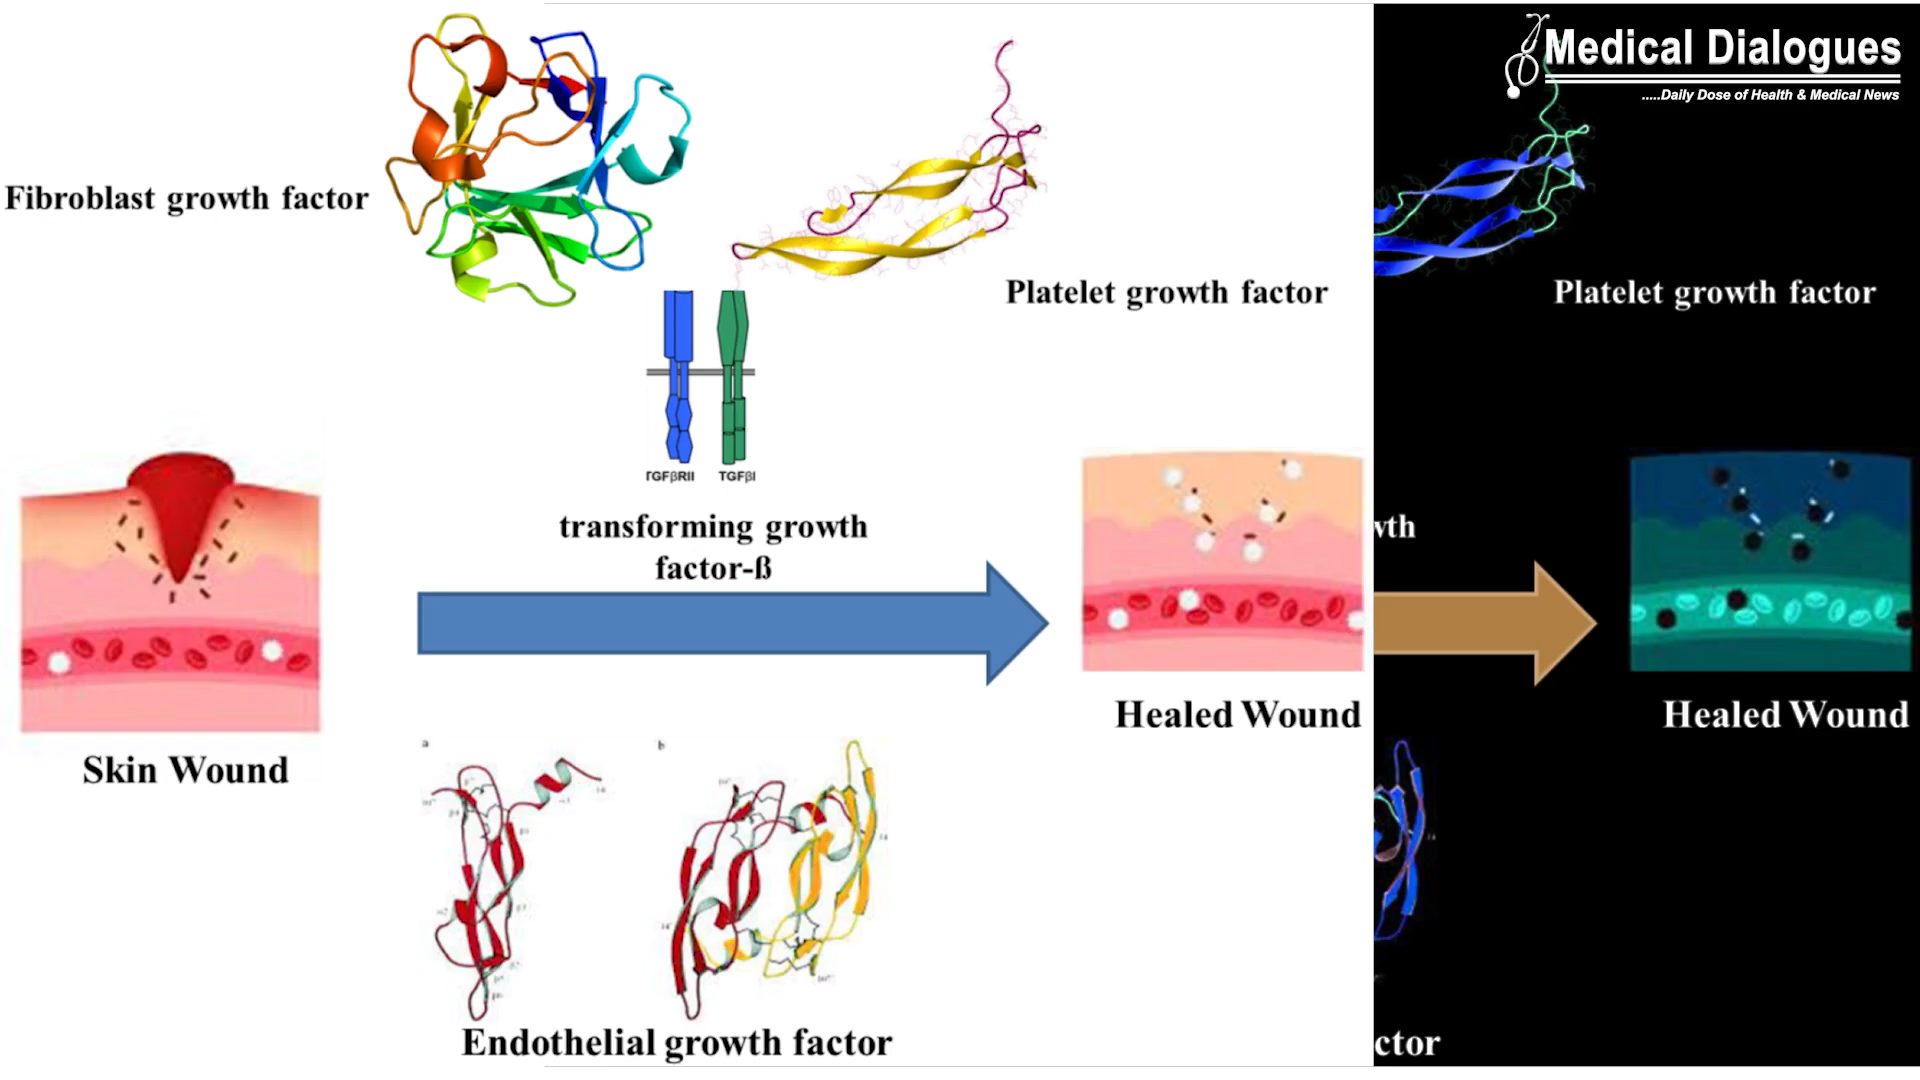 Medical Dialogues
.....Daily Dose of Health & Medical News
Fibroblast growth factor
Platelet growth factor
Platelet growth factor
TGFβRII
TGFβI
transforming growth
factor-ß
wth
Healed Wound
Healed Wound
Skin Wound
a
b
Endothelial growth factor
ctor